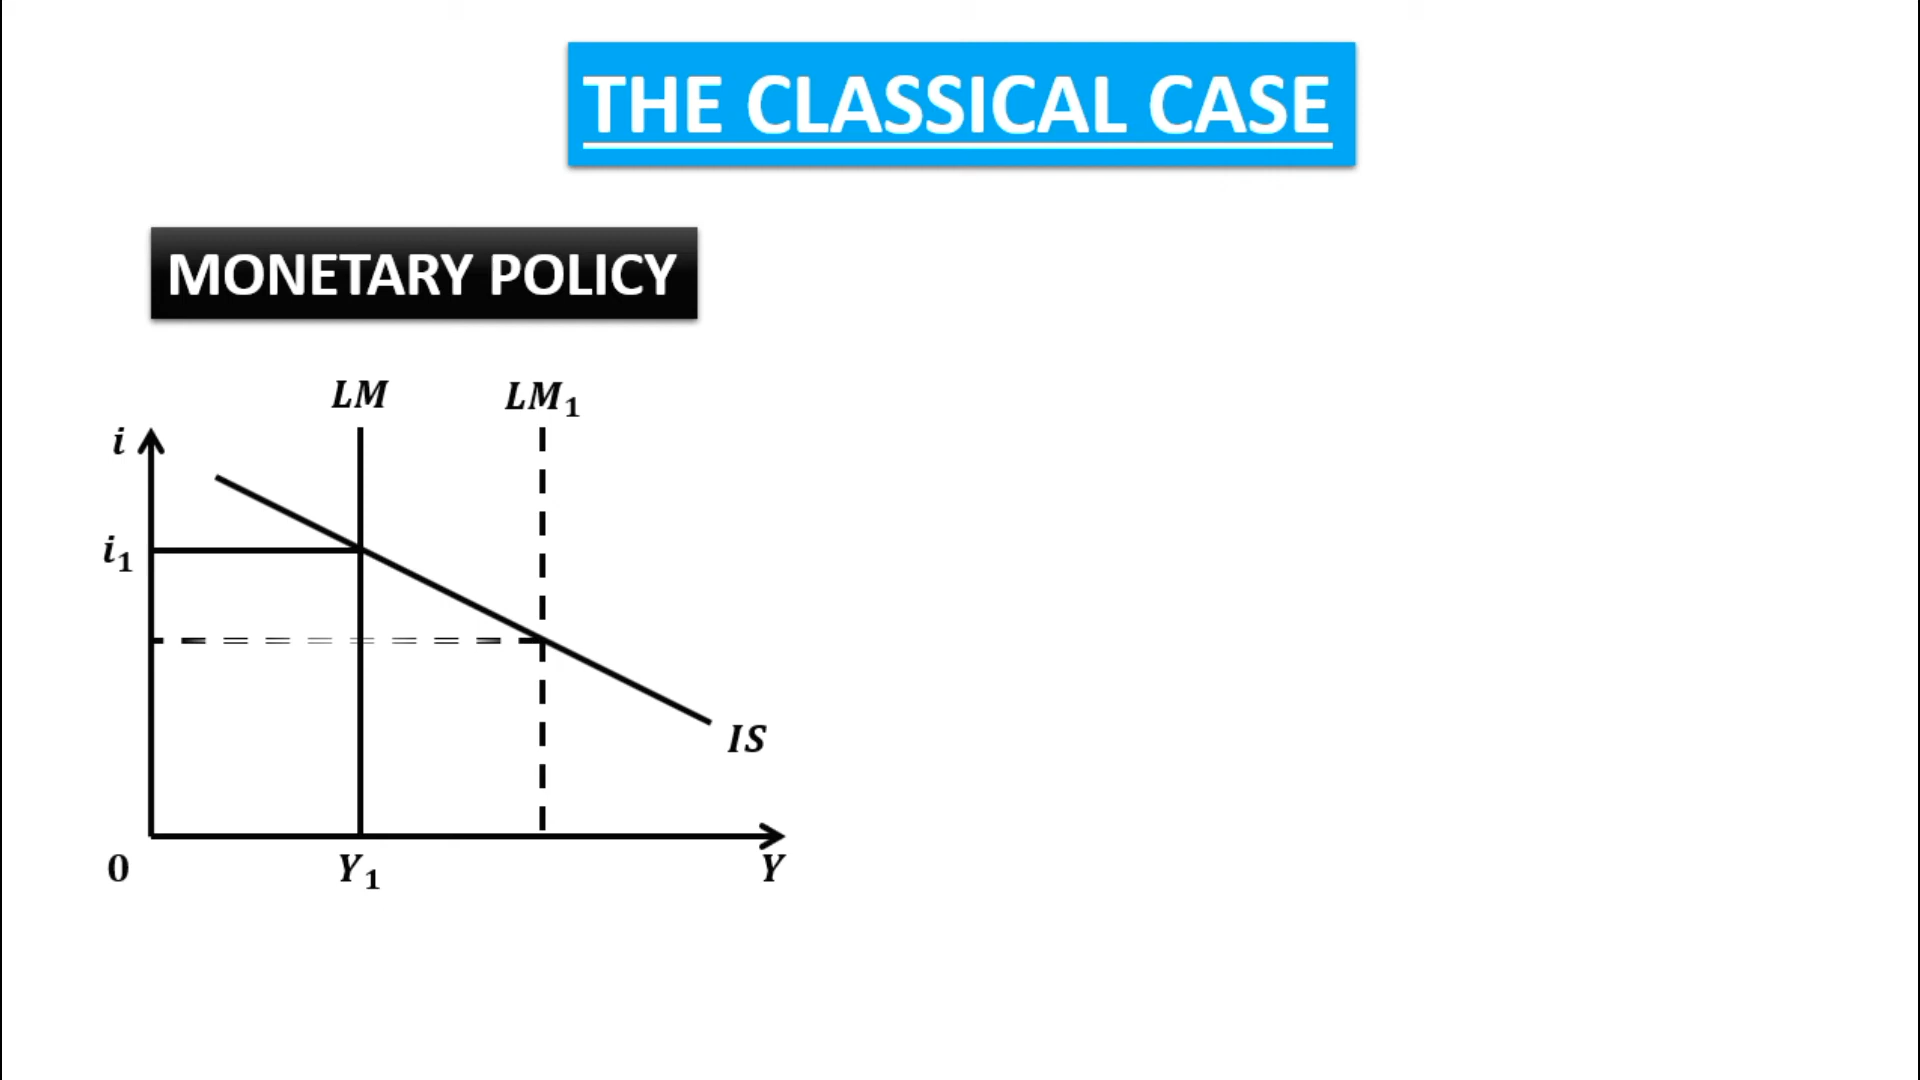 THE CLASSICAL CASE
MONETARY POLICY
LM
LM₁
i
i₁
IS
0
Y₁
Y